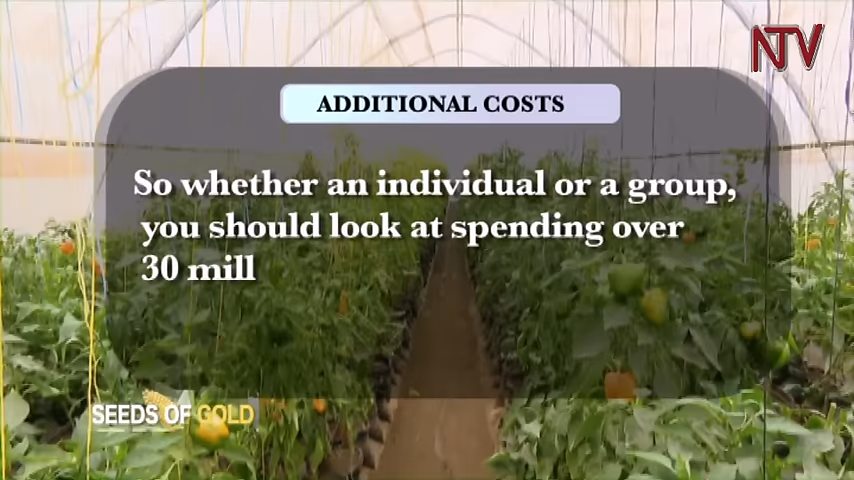 NTV
ADDITIONAL COSTS
So whether an individual or a group,
you should look at spending over
30 mill
SEEDS OF GOLD